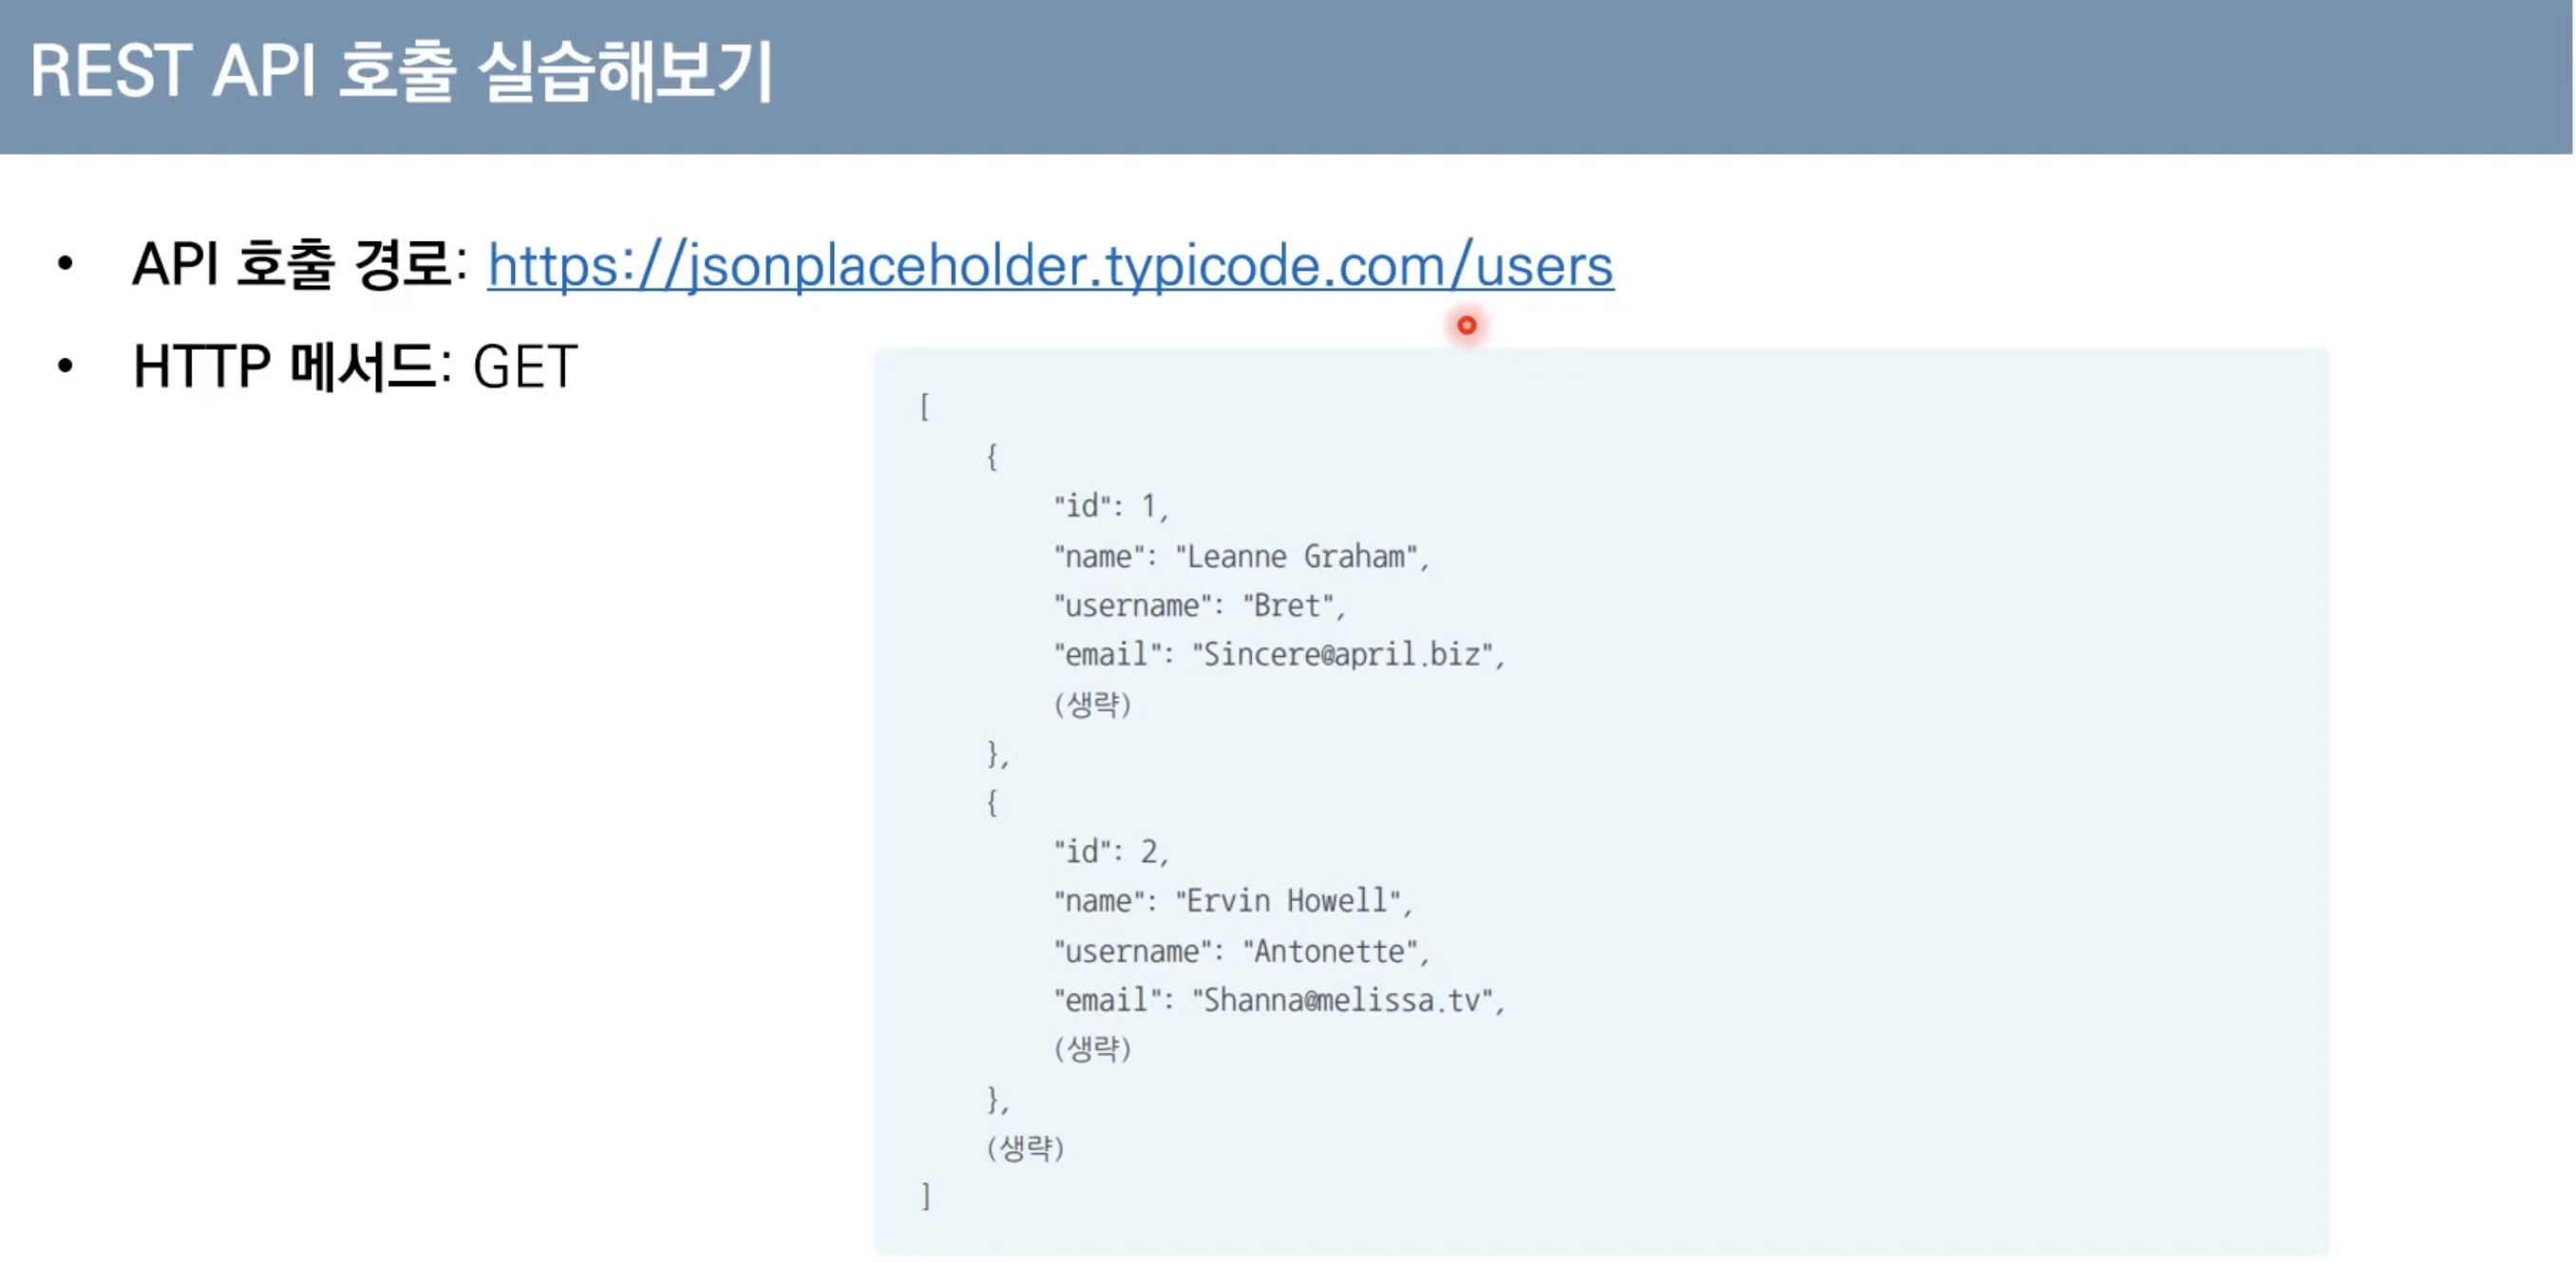 REST API 호출 실습해보기
• API 호출 경로: https://jsonplaceholder.typicode.com/users
• HTTP 메서드: GET
[
{
"id": 1,
"name": "Leanne Graham",
"username": "Bret",
"email": "Sincere@april.biz",
(생략)
},
{
"id": 2,
"name": "Ervin Howell",
"username": "Antonette",
"email": "Shanna@melissa.tv",
(생략)
},
(생략)
]